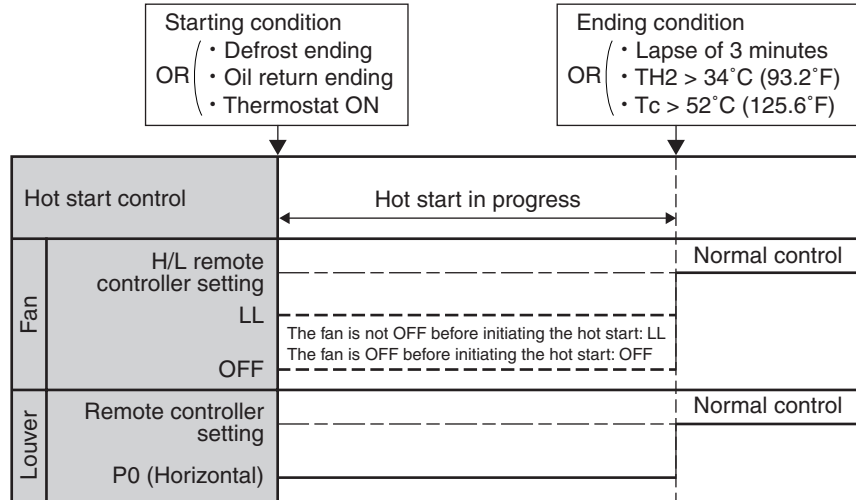 Starting condition
OR
・Defrost ending
・Oil return ending
・Thermostat ON
Ending condition
OR
・Lapse of 3 minutes
・TH2 > 34˚C (93.2˚F)
・Tc > 52˚C (125.6˚F)
Hot start control
Hot start in progress
Fan
H/L remote
controller setting
Normal control
LL
The fan is not OFF before initiating the hot start: LL
The fan is OFF before initiating the hot start: OFF
OFF
Louver
Remote controller
setting
Normal control
P0 (Horizontal)